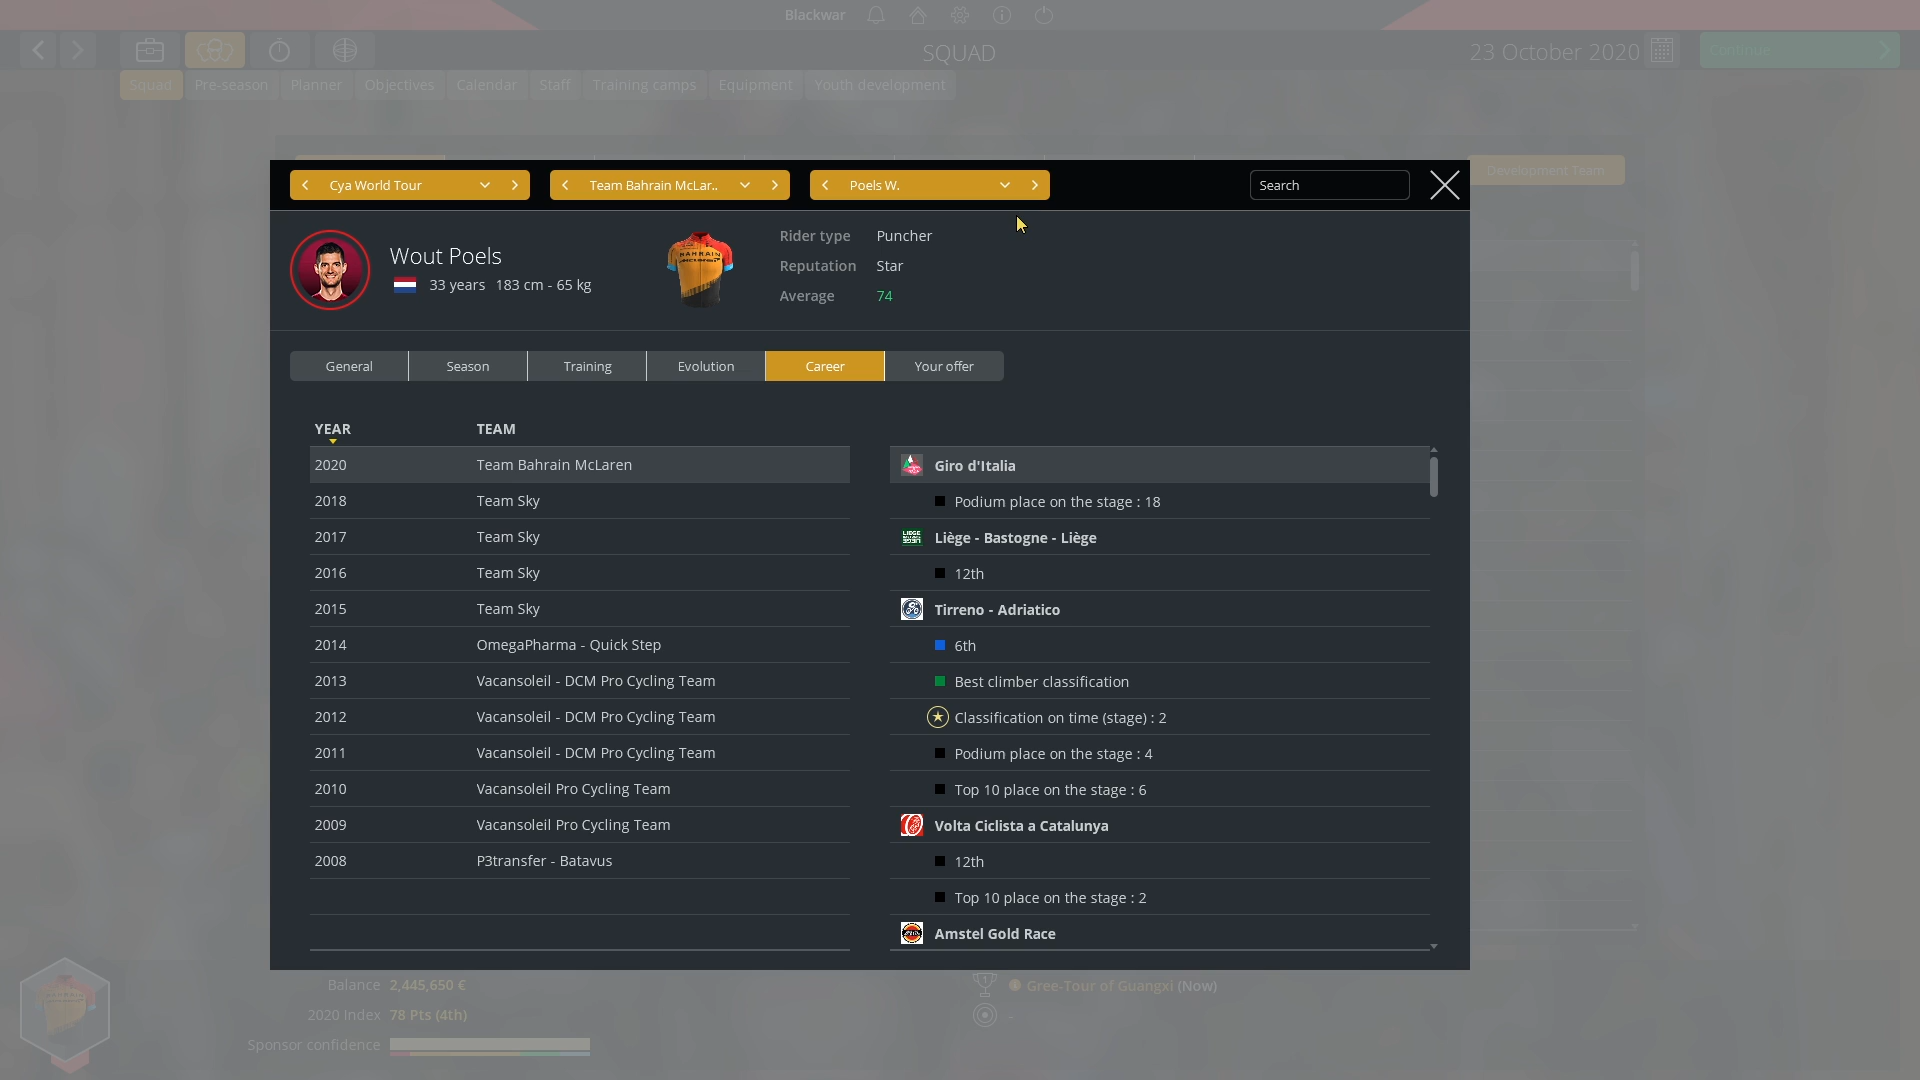 Blackwar
SQUAD
23 October 2020
Continue
Squad
Pre-season
Planner
Objectives
Calendar
Staff
Training camps
Equipment
Youth development
Development Team
Cya World Tour
Team Bahrain McLar..
Poels W.
Search
Wout Poels
33 years 183 cm - 65 kg
BAHRAIN
Rider type Puncher
Reputation Star
Average 74
General
Season
Training
Evolution
Career
Your offer
YEAR TEAM
2020 Team Bahrain McLaren
2018 Team Sky
2017 Team Sky
2016 Team Sky
2015 Team Sky
2014 OmegaPharma - Quick Step
2013 Vacansoleil - DCM Pro Cycling Team
2012 Vacansoleil - DCM Pro Cycling Team
2011 Vacansoleil - DCM Pro Cycling Team
2010 Vacansoleil Pro Cycling Team
2009 Vacansoleil Pro Cycling Team
2008 P3transfer - Batavus
Giro d'Italia
Podium place on the stage : 18
Liège - Bastogne - Liège
12th
Tirreno - Adriatico
6th
Best climber classification
Classification on time (stage) : 2
Podium place on the stage : 4
Top 10 place on the stage : 6
Volta Ciclista a Catalunya
12th
Top 10 place on the stage : 2
Amstel Gold Race
Balance 2,445,650 €
2020 Index 78 Pts (4th)
Sponsor confidence
Gree-Tour of Guangxi (Now)
-